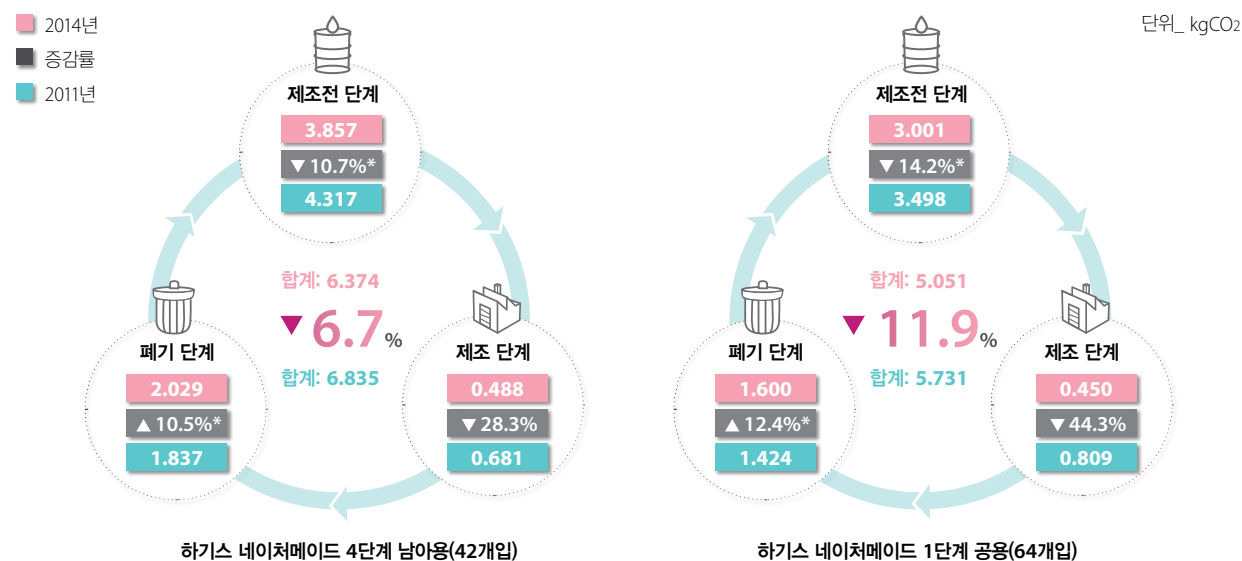 2014년
증감률
2011년
단위_ kgCO2
제조전 단계
3.857
▼10.7%*
4.317
합계: 6.374
▼6.7%
합계: 6.835
폐기 단계
2.029
▲10.5%*
1.837
제조 단계
0.488
▼28.3%
0.681
하기스 네이처메이드 4단계 남아용(42개입)
제조전 단계
3.001
▼14.2%*
3.498
합계: 5.051
▼11.9%
합계: 5.731
폐기 단계
1.600
▲12.4%*
1.424
제조 단계
0.450
▼44.3%
0.809
하기스 네이처메이드 1단계 공용(64개입)